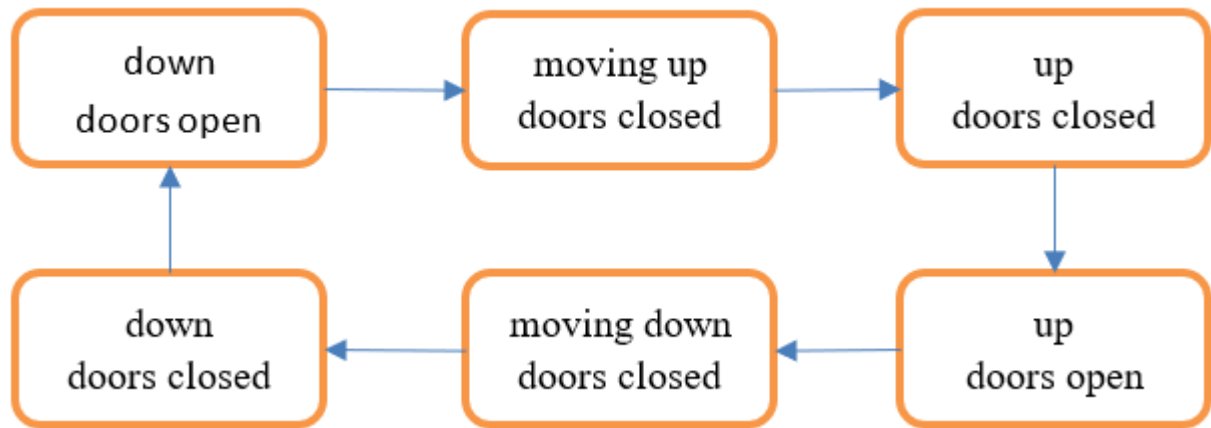 down
doors open
moving up
doors closed
up
doors closed
down
doors closed
moving down
doors closed
up
doors open